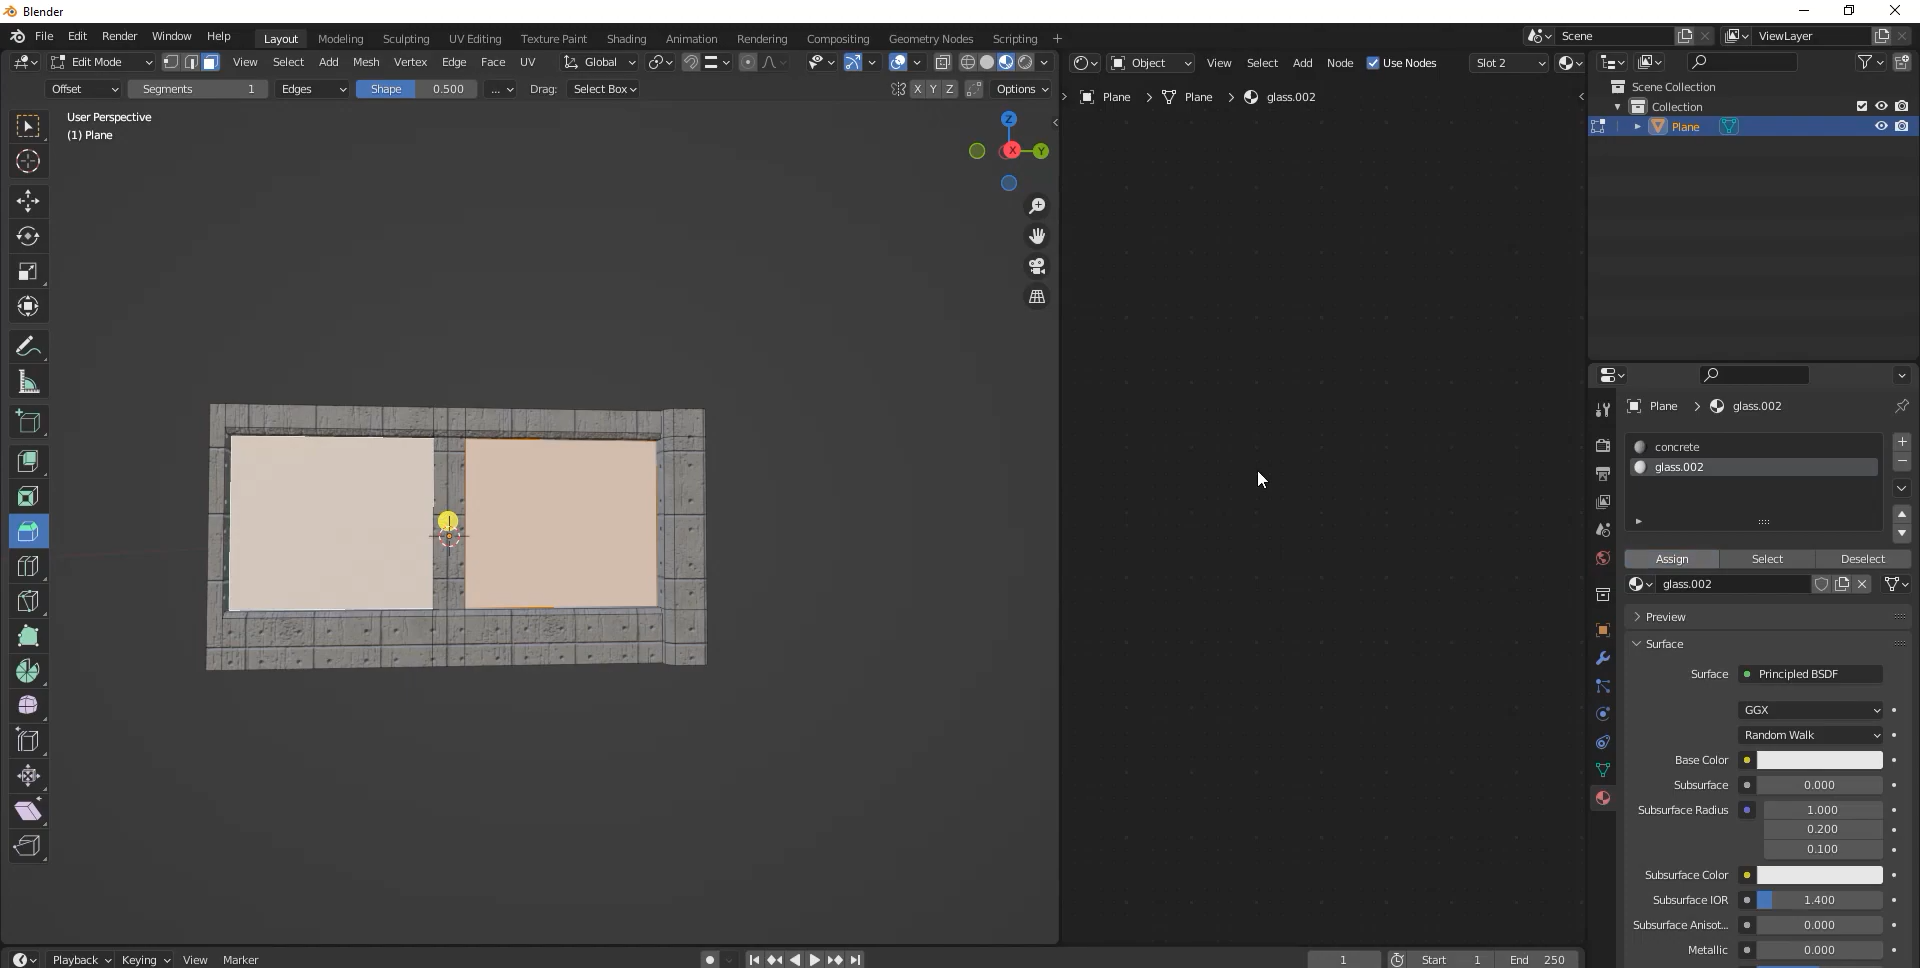 Blender
File Edit Render Window Help Layout Modeling Sculpting UV Editing Texture Paint Shading Animation Rendering Compositing Geometry Nodes Scripting + Scene ViewLayer
Edit Mode View Select Add Mesh Vertex Edge Face UV Global
Object View Select Add Node Use Nodes Slot 2
Offset Segments 1 Edges Shape 0.500 ... Drag: Select Box X Y Z Options
User Perspective
(1) Plane
Z
X Y
Plane > Plane > glass.002
Scene Collection
Collection
Plane
Plane > glass.002
concrete
glass.002
Assign Select Deselect
glass.002
Preview
Surface
Surface Principled BSDF
GGX
Random Walk
Base Color
Subsurface 0.000
Subsurface Radius 1.000
0.200
0.100
Subsurface Color
Subsurface IOR 1.400
Subsurface Anisot... 0.000
Metallic 0.000
Playback Keying View Marker 1 Start 1 End 250